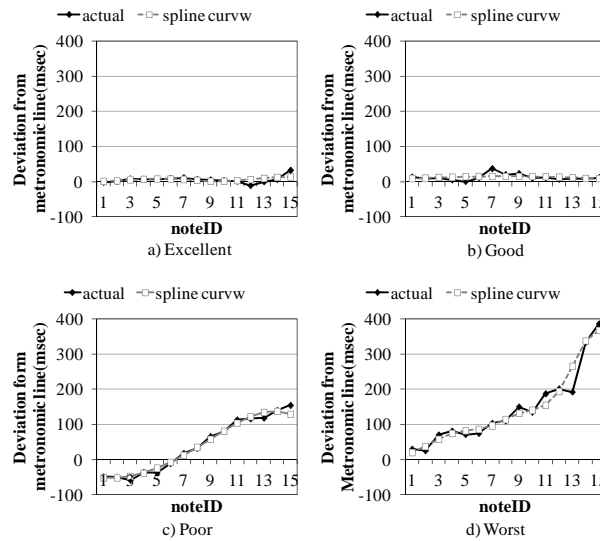 actual spline curvw
400
300
200
100
0
-100
Deviation from
metronomic line(msec)
1 3 5 7 9 11 13 15
noteID
a) Excellent
actual spline curvw
400
300
200
100
0
-100
Deviation from
metronomic line(msec)
1 3 5 7 9 11 13 15
noteID
b) Good
actual spline curvw
400
300
200
100
0
-100
Deviation form
metronomic line(msec)
1 3 5 7 9 11 13 15
noteID
c) Poor
actual spline curvw
400
300
200
100
0
-100
Deviation from
Metronomic line(msec)
1 3 5 7 9 11 13 15
noteID
d) Worst